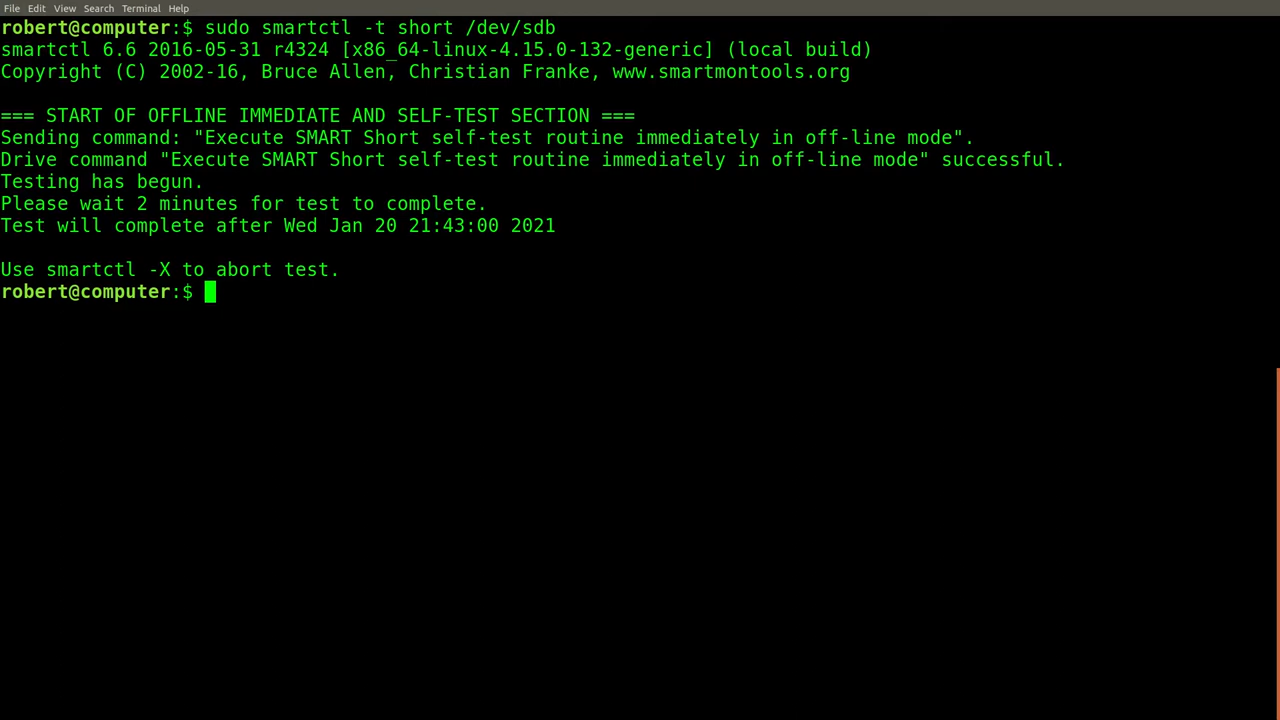 File Edit View Search Terminal Help
robert@computer:$ sudo smartctl -t short /dev/sdb
smartctl 6.6 2016-05-31 r4324 [x86_64-linux-4.15.0-132-generic] (local build)
Copyright (C) 2002-16, Bruce Allen, Christian Franke, www.smartmontools.org
=== START OF OFFLINE IMMEDIATE AND SELF-TEST SECTION ===
Sending command: "Execute SMART Short self-test routine immediately in off-line mode".
Drive command "Execute SMART Short self-test routine immediately in off-line mode" successful.
Testing has begun.
Please wait 2 minutes for test to complete.
Test will complete after Wed Jan 20 21:43:00 2021
Use smartctl -X to abort test.
robert@computer:$